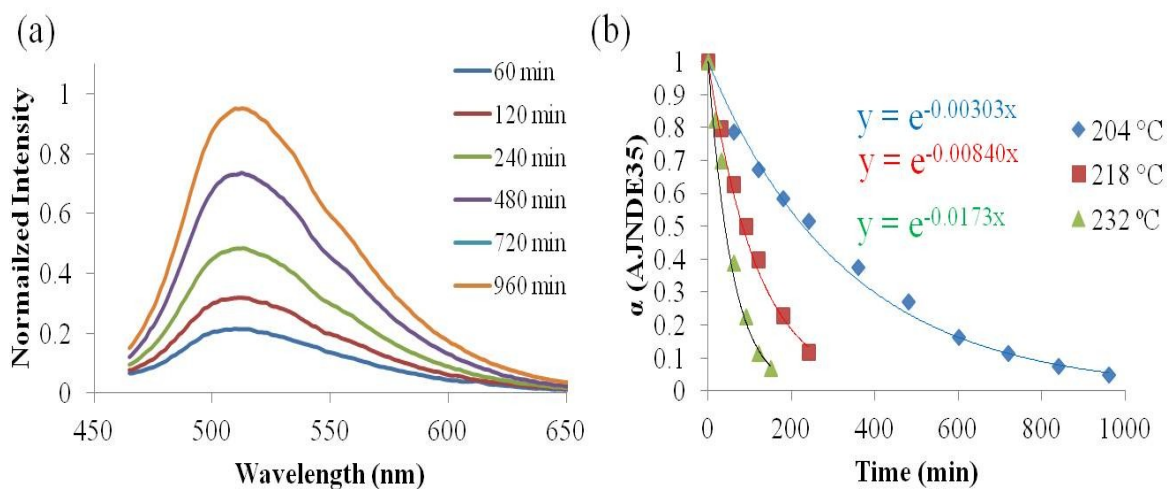 (a)
Normailzed Intensity
1
0.8
0.6
0.4
0.2
0
450
500
550
600
650
Wavelength (nm)
60 min
120 min
240 min
480 min
720 min
960 min
(b)
α (AJNDE35)
1
0.9
0.8
0.7
0.6
0.5
0.4
0.3
0.2
0.1
0
0
200
400
600
800
1000
Time (min)
y = e^-0.00303x
y = e^-0.00840x
y = e^-0.0173x
204 °C
218 °C
232 °C